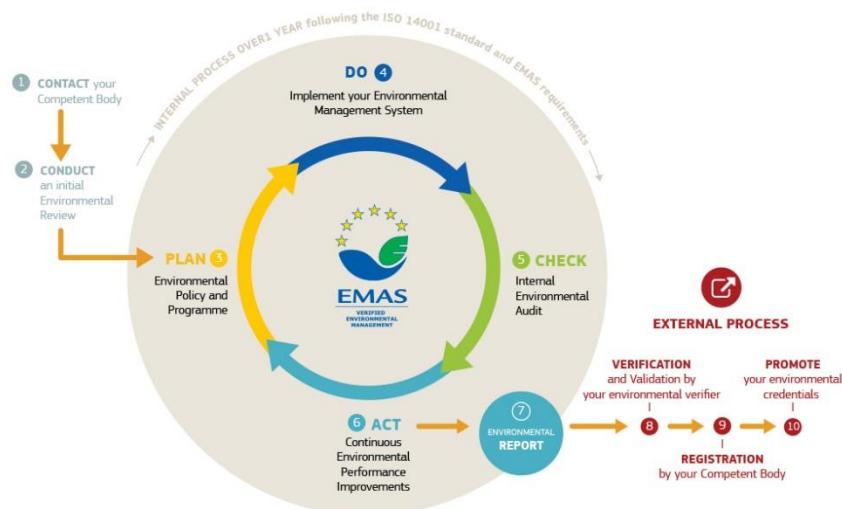 INTERNAL PROCESS OVER1 YEAR following the ISO 14001 standard and EMAS requirements
1 CONTACT your
Competent Body
2 CONDUCT
an initial
Environmental
Review
PLAN 3
Environmental
Policy and
Programme
DO 4
Implement your Environmental
Management System
5 CHECK
Internal
Environmental
Audit
EMAS
VERIFIED
ENVIRONMENTAL
MANAGEMENT
6 ACT
Continuous
Environmental
Performance
Improvements
7
ENVIRONMENTAL
REPORT
EXTERNAL PROCESS
VERIFICATION
and Validation by
your environmental verifier
8
9
REGISTRATION
by your Competent Body
PROMOTE
your environmental
credentials
10